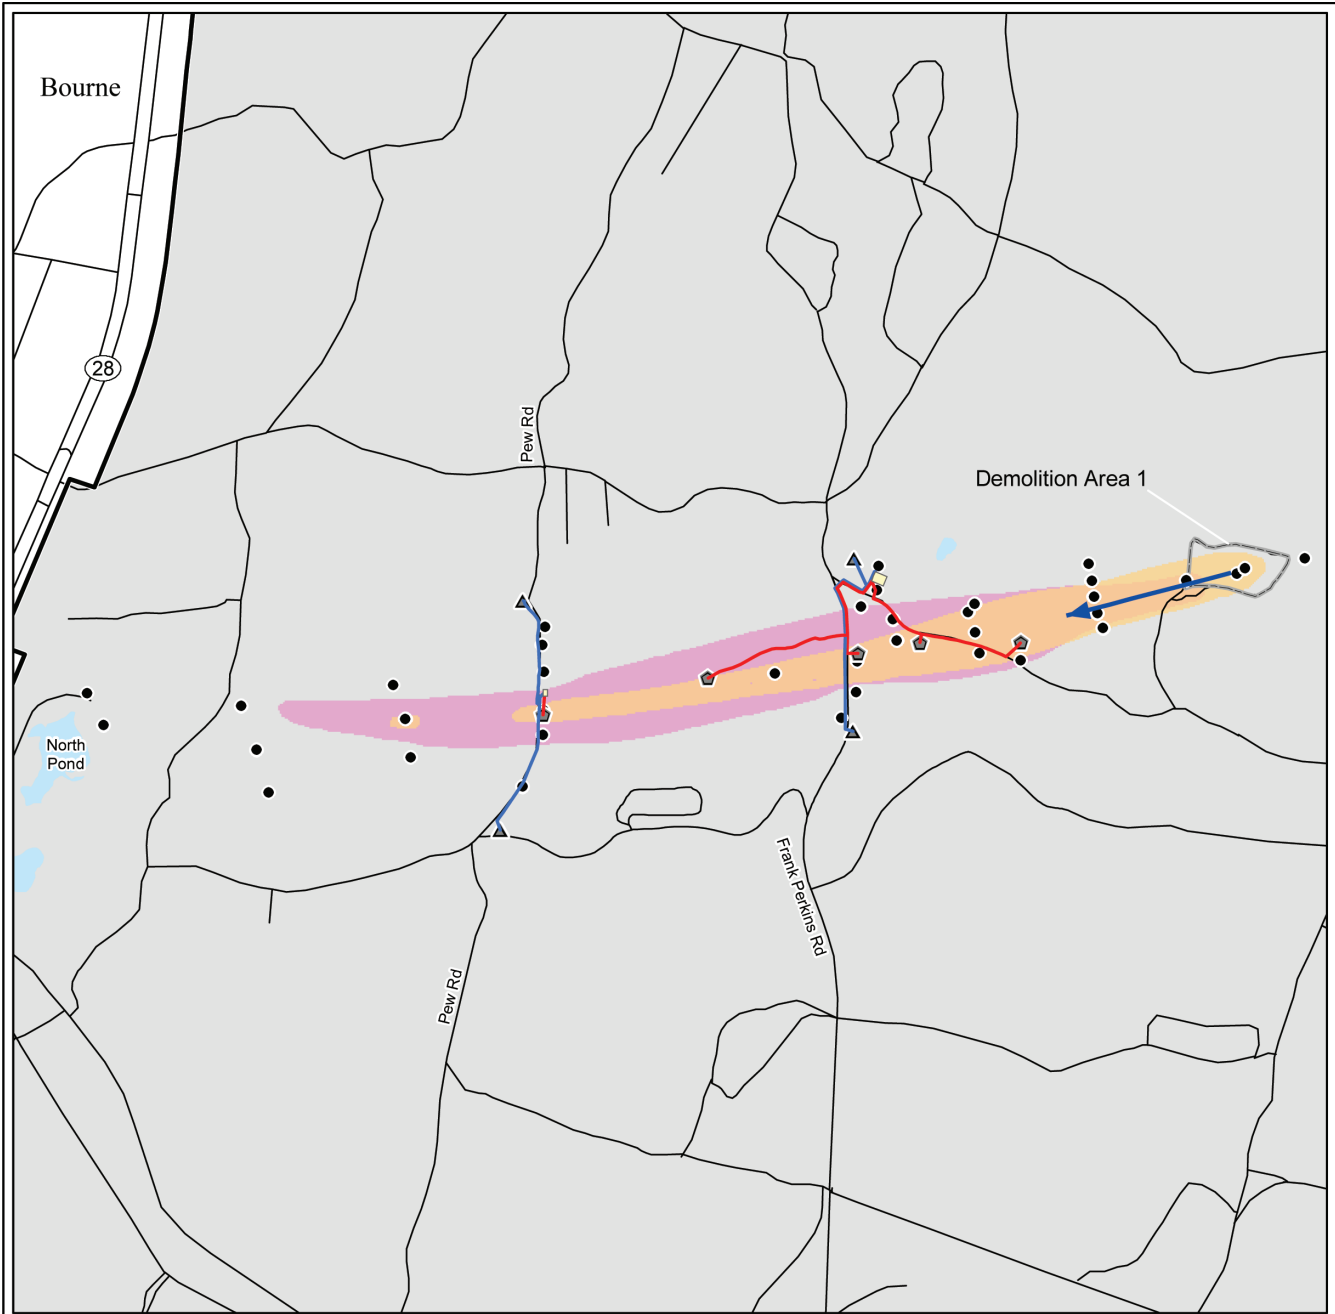 Bourne
28
Pew Rd
Demolition Area 1
North
Pond
Frank Perkins Rd
Pew Rd